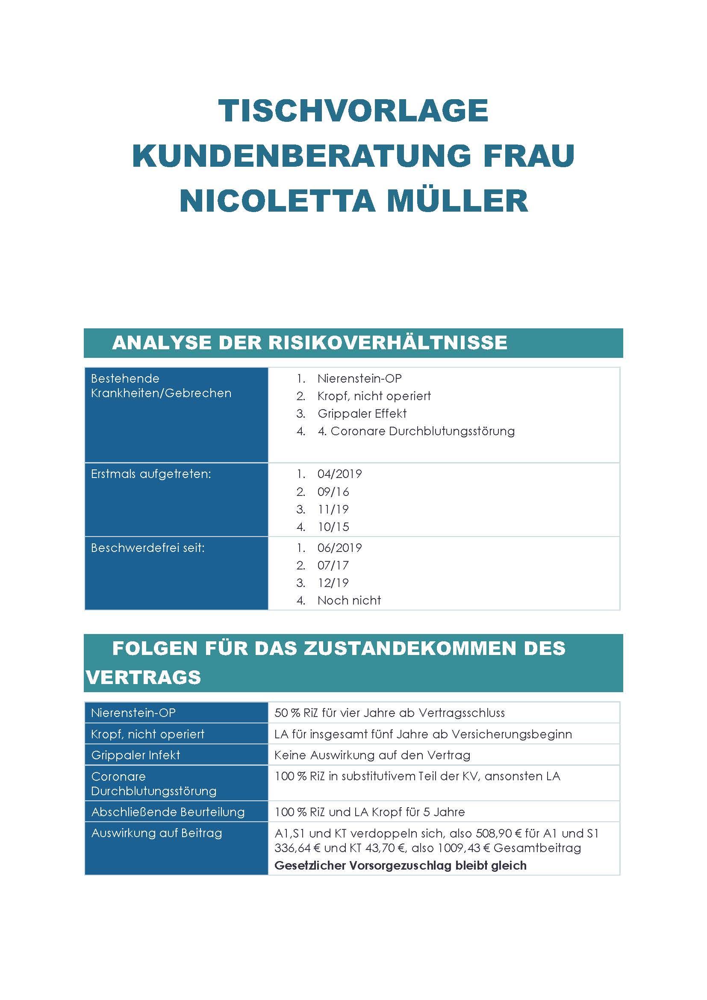 TISCHVORLAGE
KUNDENBERATUNG FRAU
NICOLETTA MÜLLER
ANALYSE DER RISIKOVERHÄLTNISSE
Bestehende
Krankheiten/Gebrechen
1. Nierenstein-OP
2. Kropf, nicht operiert
3. Grippaler Effekt
4. 4. Coronare Durchblutungsstörung
Erstmals aufgetreten:
1. 04/2019
2. 09/16
3. 11/19
4. 10/15
Beschwerdefrei seit:
1. 06/2019
2. 07/17
3. 12/19
4. Noch nicht
FOLGEN FÜR DAS ZUSTANDEKOMMEN DES
VERTRAGS
Nierenstein-OP
50 % RiZ für vier Jahre ab Vertragsschluss
Kropf, nicht operiert
LA für insgesamt fünf Jahre ab Versicherungsbeginn
Grippaler Infekt
Keine Auswirkung auf den Vertrag
Coronare
Durchblutungsstörung
100 % RiZ in substitutivem Teil der KV, ansonsten LA
Abschließende Beurteilung
100 % RiZ und LA Kropf für 5 Jahre
Auswirkung auf Beitrag
A1,S1 und KT verdoppeln sich, also 508,90 € für A1 und S1
336,64 € und KT 43,70 €, also 1009,43 € Gesamtbeitrag
Gesetzlicher Vorsorgezuschlag bleibt gleich